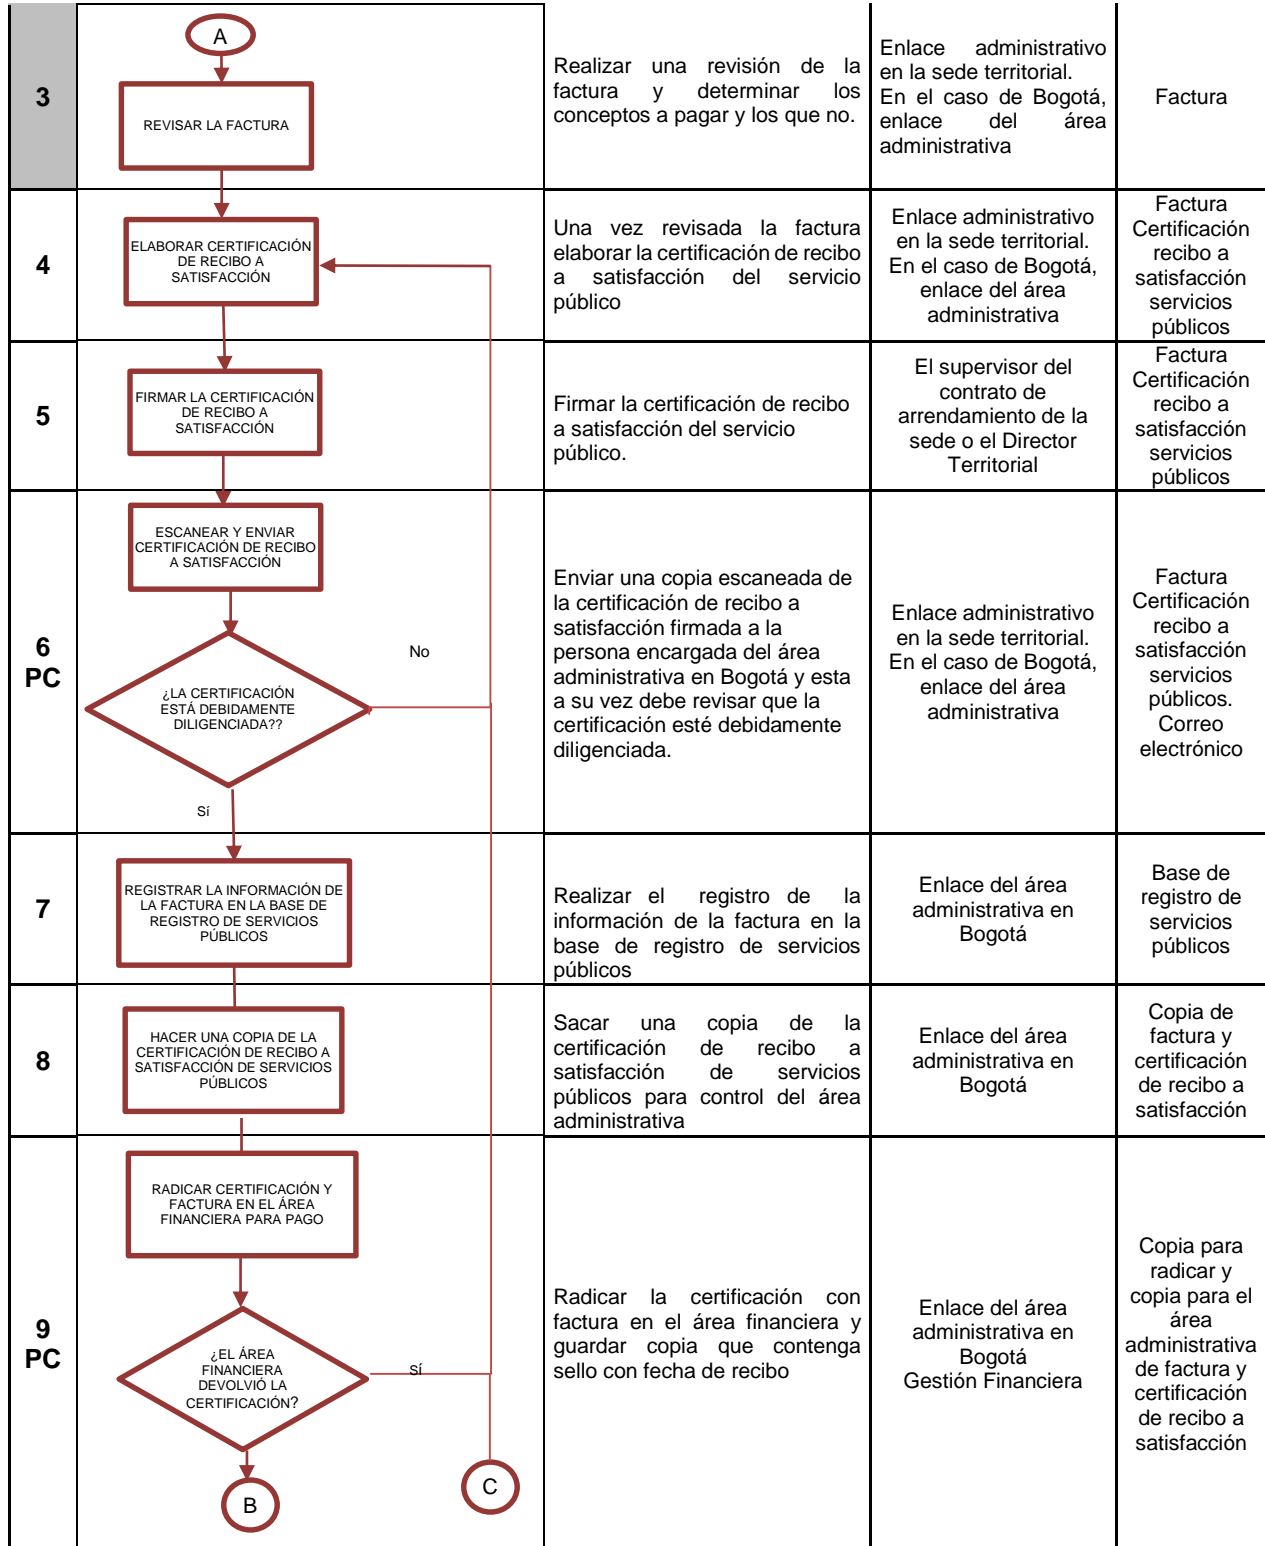 A
3
REVISAR LA FACTURA
Realizar una revisión de la
factura y determinar los
conceptos a pagar y los que no.
Enlace administrativo
en la sede territorial.
En el caso de Bogotá,
enlace del área
administrativa
Factura
4
ELABORAR CERTIFICACIÓN
DE RECIBO A
SATISFACCIÓN
Una vez revisada la factura
elaborar la certificación de recibo
a satisfacción del servicio
público
Enlace administrativo
en la sede territorial.
En el caso de Bogotá,
enlace del área
administrativa
Factura
Certificación
recibo a
satisfacción
servicios
públicos
5
FIRMAR LA CERTIFICACIÓN
DE RECIBO A
SATISFACCIÓN
Firmar la certificación de recibo
a satisfacción del servicio
público.
El supervisor del
contrato de
arrendamiento de la
sede o el Director
Territorial
Factura
Certificación
recibo a
satisfacción
servicios
públicos
6
PC
ESCANEAR Y ENVIAR
CERTIFICACIÓN DE RECIBO
A SATISFACCIÓN
No
¿LA CERTIFICACIÓN
ESTÁ DEBIDAMENTE
DILIGENCIADA??
Sí
Enviar una copia escaneada de
la certificación de recibo a
satisfacción firmada a la
persona encargada del área
administrativa en Bogotá y esta
a su vez debe revisar que la
certificación esté debidamente
diligenciada.
Enlace administrativo
en la sede territorial.
En el caso de Bogotá,
enlace del área
administrativa
Factura
Certificación
recibo a
satisfacción
servicios
públicos.
Correo
electrónico
7
REGISTRAR LA INFORMACIÓN DE
LA FACTURA EN LA BASE DE
REGISTRO DE SERVICIOS
PÚBLICOS
Realizar el registro de la
información de la factura en la
base de registro de servicios
públicos
Enlace del área
administrativa en
Bogotá
Base de
registro de
servicios
públicos
8
HACER UNA COPIA DE LA
CERTIFICACIÓN DE RECIBO A
SATISFACCIÓN DE SERVICIOS
PÚBLICOS
Sacar una copia de la
certificación de recibo a
satisfacción de servicios
públicos para control del área
administrativa
Enlace del área
administrativa en
Bogotá
Copia de
factura y
certificación
de recibo a
satisfacción
9
PC
RADICAR CERTIFICACIÓN Y
FACTURA EN EL ÁREA
FINANCIERA PARA PAGO
¿EL ÁREA
FINANCIERA
DEVOLVIÓ LA
CERTIFICACIÓN?
Sí
B
C
Radicar la certificación con
factura en el área financiera y
guardar copia que contenga
sello con fecha de recibo
Enlace del área
administrativa en
Bogotá
Gestión Financiera
Copia para
radicar y
copia para el
área
administrativa
de factura y
certificación
de recibo a
satisfacción